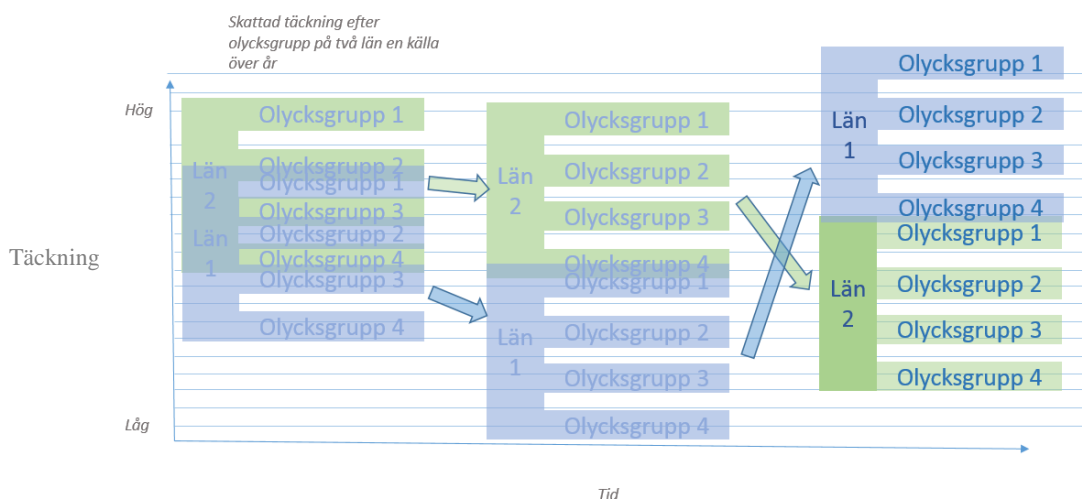 Skattad täckning efter
olycksgrupp på två län en källa
över år
Hög
Täckning
Låg
Tid
Olycksgrupp 1
Olycksgrupp 2
Län
2
Olycksgrupp 1
Olycksgrupp 3
Olycksgrupp 2
Län
1
Olycksgrupp 4
Olycksgrupp 3
Olycksgrupp 4
Olycksgrupp 1
Olycksgrupp 2
Län
2
Olycksgrupp 3
Olycksgrupp 4
Olycksgrupp 1
Olycksgrupp 2
Län
1
Olycksgrupp 3
Olycksgrupp 4
Olycksgrupp 1
Olycksgrupp 2
Län
1
Olycksgrupp 3
Olycksgrupp 4
Olycksgrupp 1
Olycksgrupp 2
Län
2
Olycksgrupp 3
Olycksgrupp 4